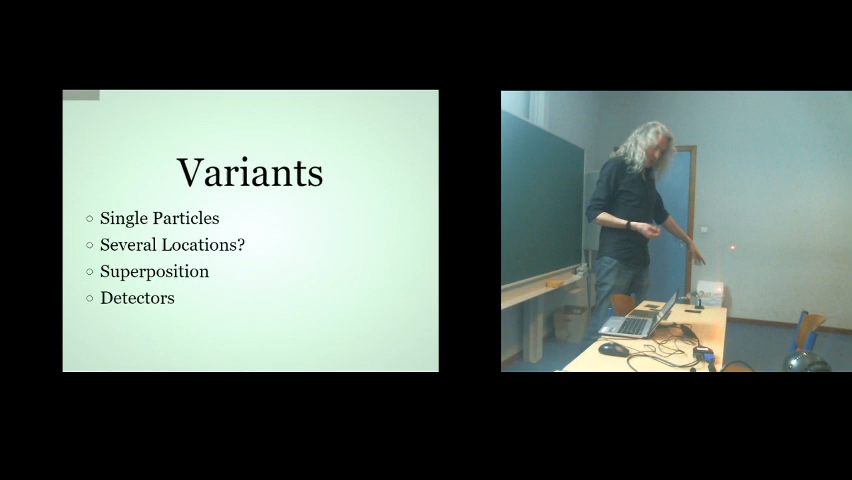 Variants
Single Particles
Several Locations?
Superposition
Detectors